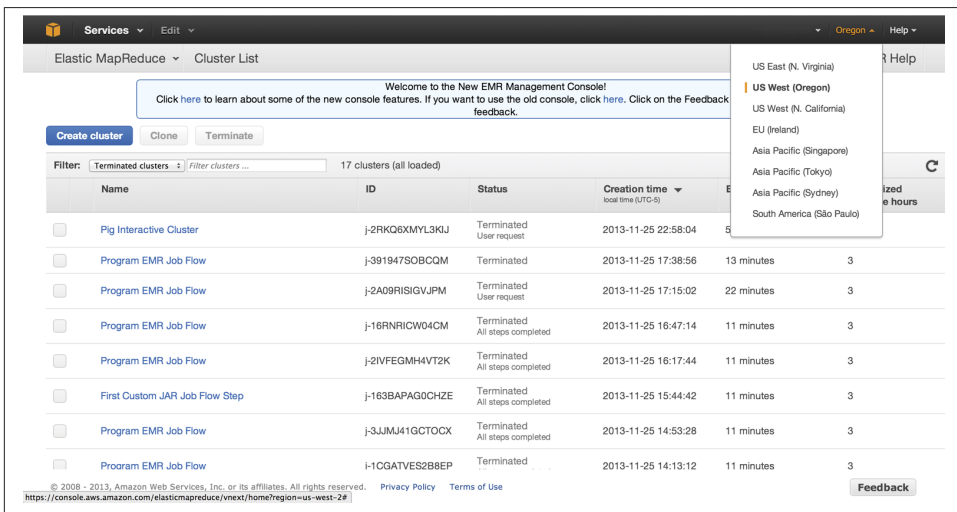 Services Edit Oregon Help
Elastic MapReduce Cluster List Help
US East (N. Virginia)
US West (Oregon)
US West (N. California)
EU (Ireland)
Asia Pacific (Singapore)
Asia Pacific (Tokyo)
Asia Pacific (Sydney)
South America (São Paulo)
Welcome to the New EMR Management Console!
Click here to learn about some of the new console features. If you want to use the old console, click here. Click on the Feedback
feedback.
Create cluster Clone Terminate
Filter: Terminated clusters Filter clusters ... 17 clusters (all loaded)
Name ID Status Creation time
local time (UTC-5)
e hours
Pig Interactive Cluster j-2RKQ6XMYL3KIJ Terminated 2013-11-25 22:58:04 5
User request
Program EMR Job Flow j-391947SOBCQM Terminated 2013-11-25 17:38:56 13 minutes 3
Program EMR Job Flow j-2A09RISIGVJPM Terminated 2013-11-25 17:15:02 22 minutes 3
User request
Program EMR Job Flow j-16RNRICW04CM Terminated 2013-11-25 16:47:14 11 minutes 3
All steps completed
Program EMR Job Flow j-2IVFEGMH4VT2K Terminated 2013-11-25 16:17:44 11 minutes 3
All steps completed
First Custom JAR Job Flow Step j-163BAPAG0CHZE Terminated 2013-11-25 15:44:42 11 minutes 3
All steps completed
Program EMR Job Flow j-3JJMJ41GCTOCX Terminated 2013-11-25 14:53:28 11 minutes 3
All steps completed
Program EMR Job Flow j-1CGATVES2B8EP Terminated 2013-11-25 14:13:12 11 minutes 3
© 2008 - 2013, Amazon Web Services, Inc. or its affiliates. All rights reserved. Privacy Policy Terms of Use Feedback
https://console.aws.amazon.com/elasticmapreduce/vnext/home?region=us-west-2#